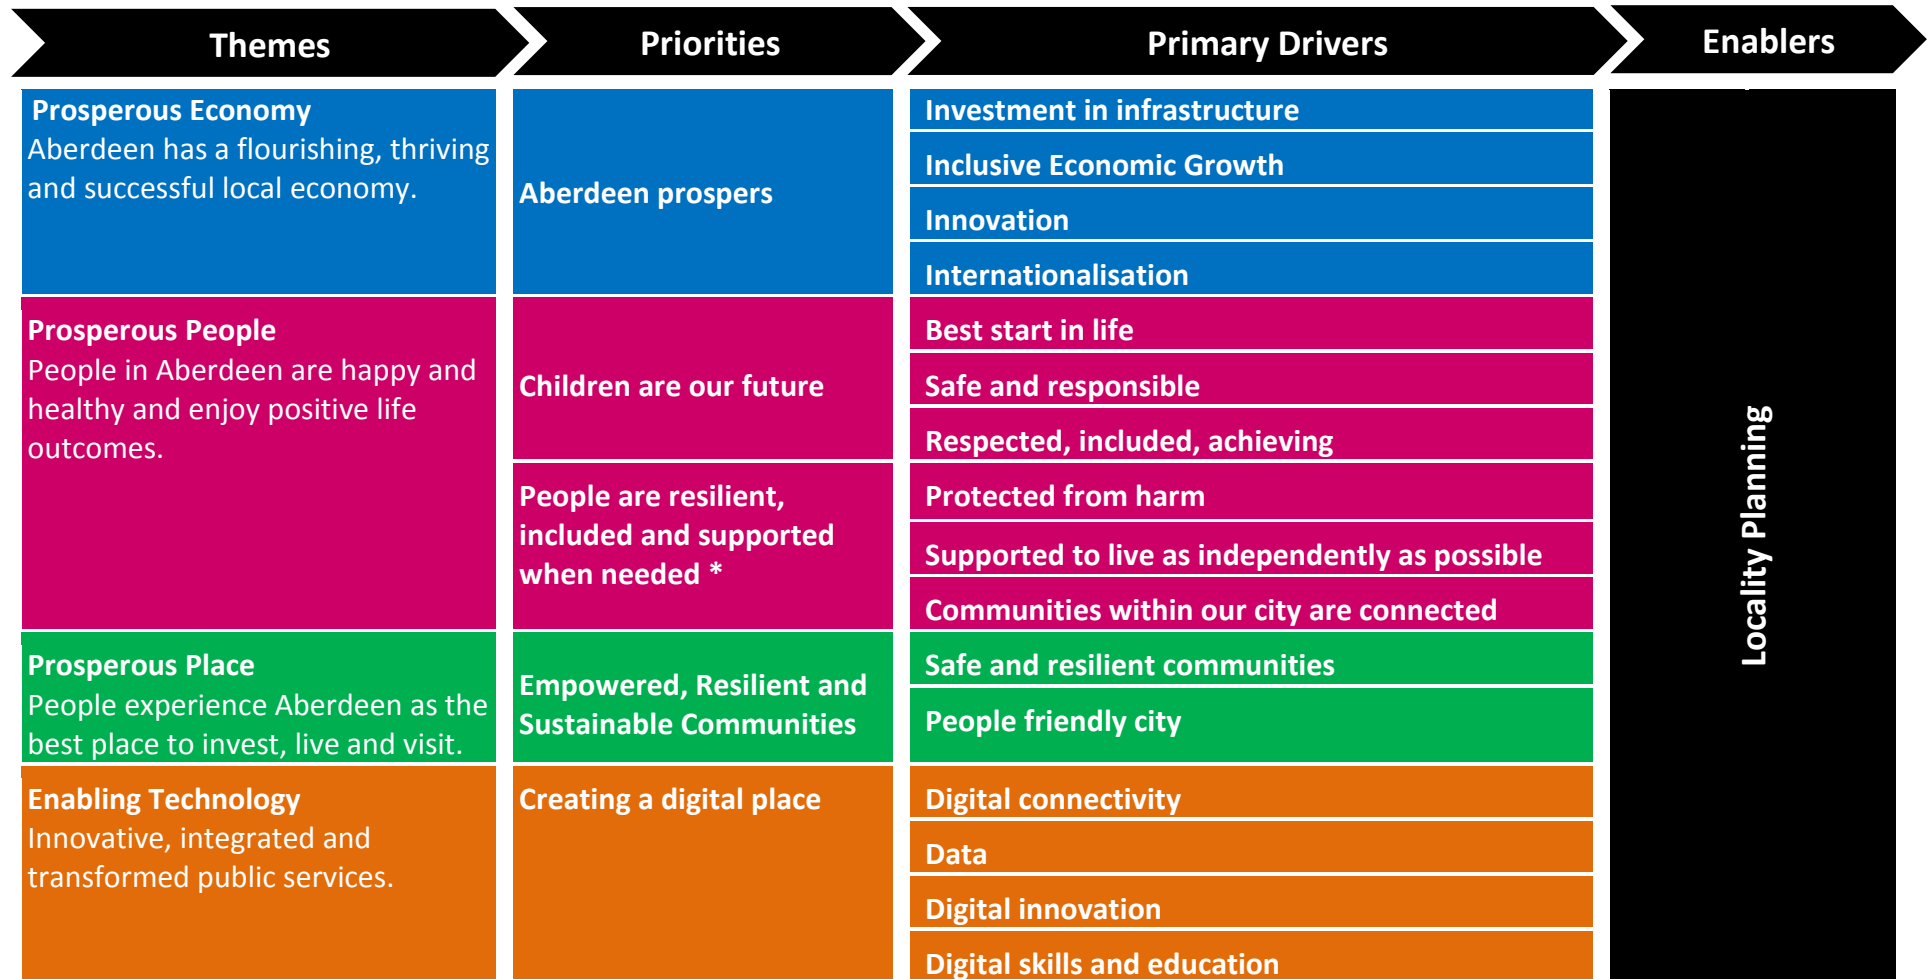 Themes
Priorities
Primary Drivers
Enablers
Prosperous Economy
Aberdeen has a flourishing, thriving
and successful local economy.
Aberdeen prospers
Investment in infrastructure
Inclusive Economic Growth
Innovation
Internationalisation
Prosperous People
People in Aberdeen are happy and
healthy and enjoy positive life
outcomes.
Children are our future
Best start in life
Safe and responsible
Respected, included, achieving
People are resilient,
included and supported
when needed *
Protected from harm
Supported to live as independently as possible
Communities within our city are connected
Prosperous Place
People experience Aberdeen as the
best place to invest, live and visit.
Empowered, Resilient and
Sustainable Communities
Safe and resilient communities
People friendly city
Enabling Technology
Innovative, integrated and
transformed public services.
Creating a digital place
Digital connectivity
Data
Digital innovation
Digital skills and education
Locality Planning